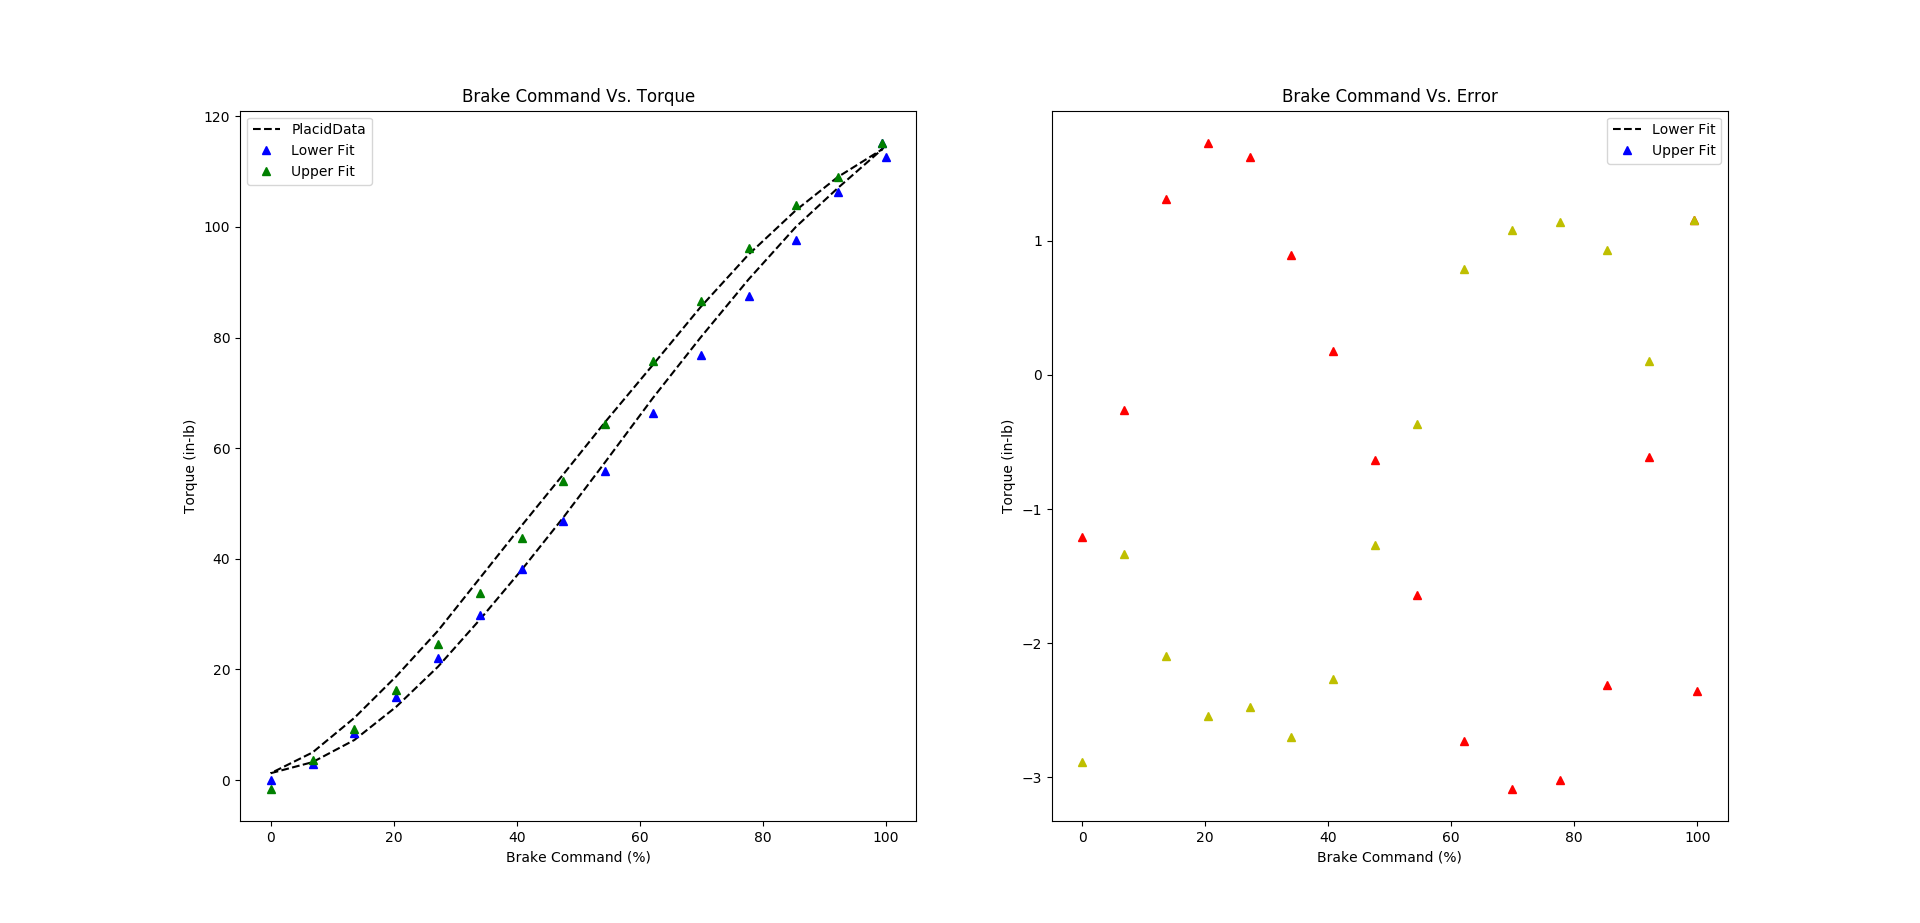 Brake Command Vs. Torque
120
100
80
60
40
20
0
Torque (in-lb)
PlacidData
Lower Fit
Upper Fit
0 20 40 60 80 100
Brake Command (%)
Brake Command Vs. Error
1
0
−1
−2
−3
Torque (in-lb)
Lower Fit
Upper Fit
0 20 40 60 80 100
Brake Command (%)